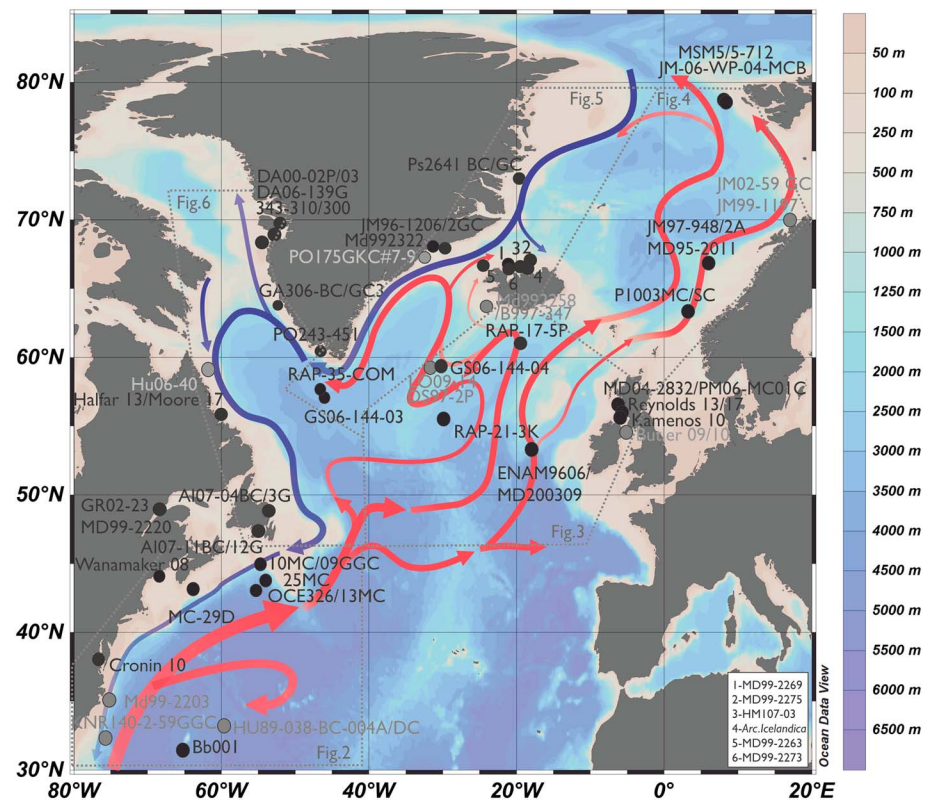 MSM5/5-712
JM-06-WP-04-MCB
50 m
80°N
Fig.5
Fig.4
100 m
250 m
Ps2641 BC/GC
DA00-02P/03
DA06-139G
343-310/300
Fig.6
JM02-59 GC
JM99-1197
500 m
70°N
JM96-1206/2GC
Md992322
PO175GKC#7-9
JM97-948/2A
MD95-2011
750 m
1 32
5 4
6
1000 m
GA306-BC/GC3
Md992258
/B997-347
P1003MC/SC
1250 m
PO243-451
RAP-17-5P
1500 m
60°N
RAP-35-COM
GS06-144-04
2000 m
Hu06-40
Halfar 13/Moore 17
GS06-144-03
MD04-2832/PM06-MC01C
Reynolds 13/17
Kamenos 10
Butler 09/10
2500 m
RAP-21-3K
3000 m
ENAM9606/
MD200309
50°N
GR02-23
MD99-2220
AI07-04BC/3G
3500 m
Fig.3
4000 m
AI07-11BC/12G
Wanamaker 08
10MC/09GGC
25MC
OCE326/13MC
4500 m
MC-29D
5000 m
40°N
5500 m
Cronin 10
Md99-2203
KNR140-2-59GGC
HU89-038-BC-004A/DC
Bb001
Fig.2
6000 m
6500 m
1-MD99-2269
2-MD99-2275
3-HM107-03
4-Arc.Icelandica
5-MD99-2263
6-MD99-2273
Ocean Data View
30°N
80°W
60°W
40°W
20°W
0°
20°E